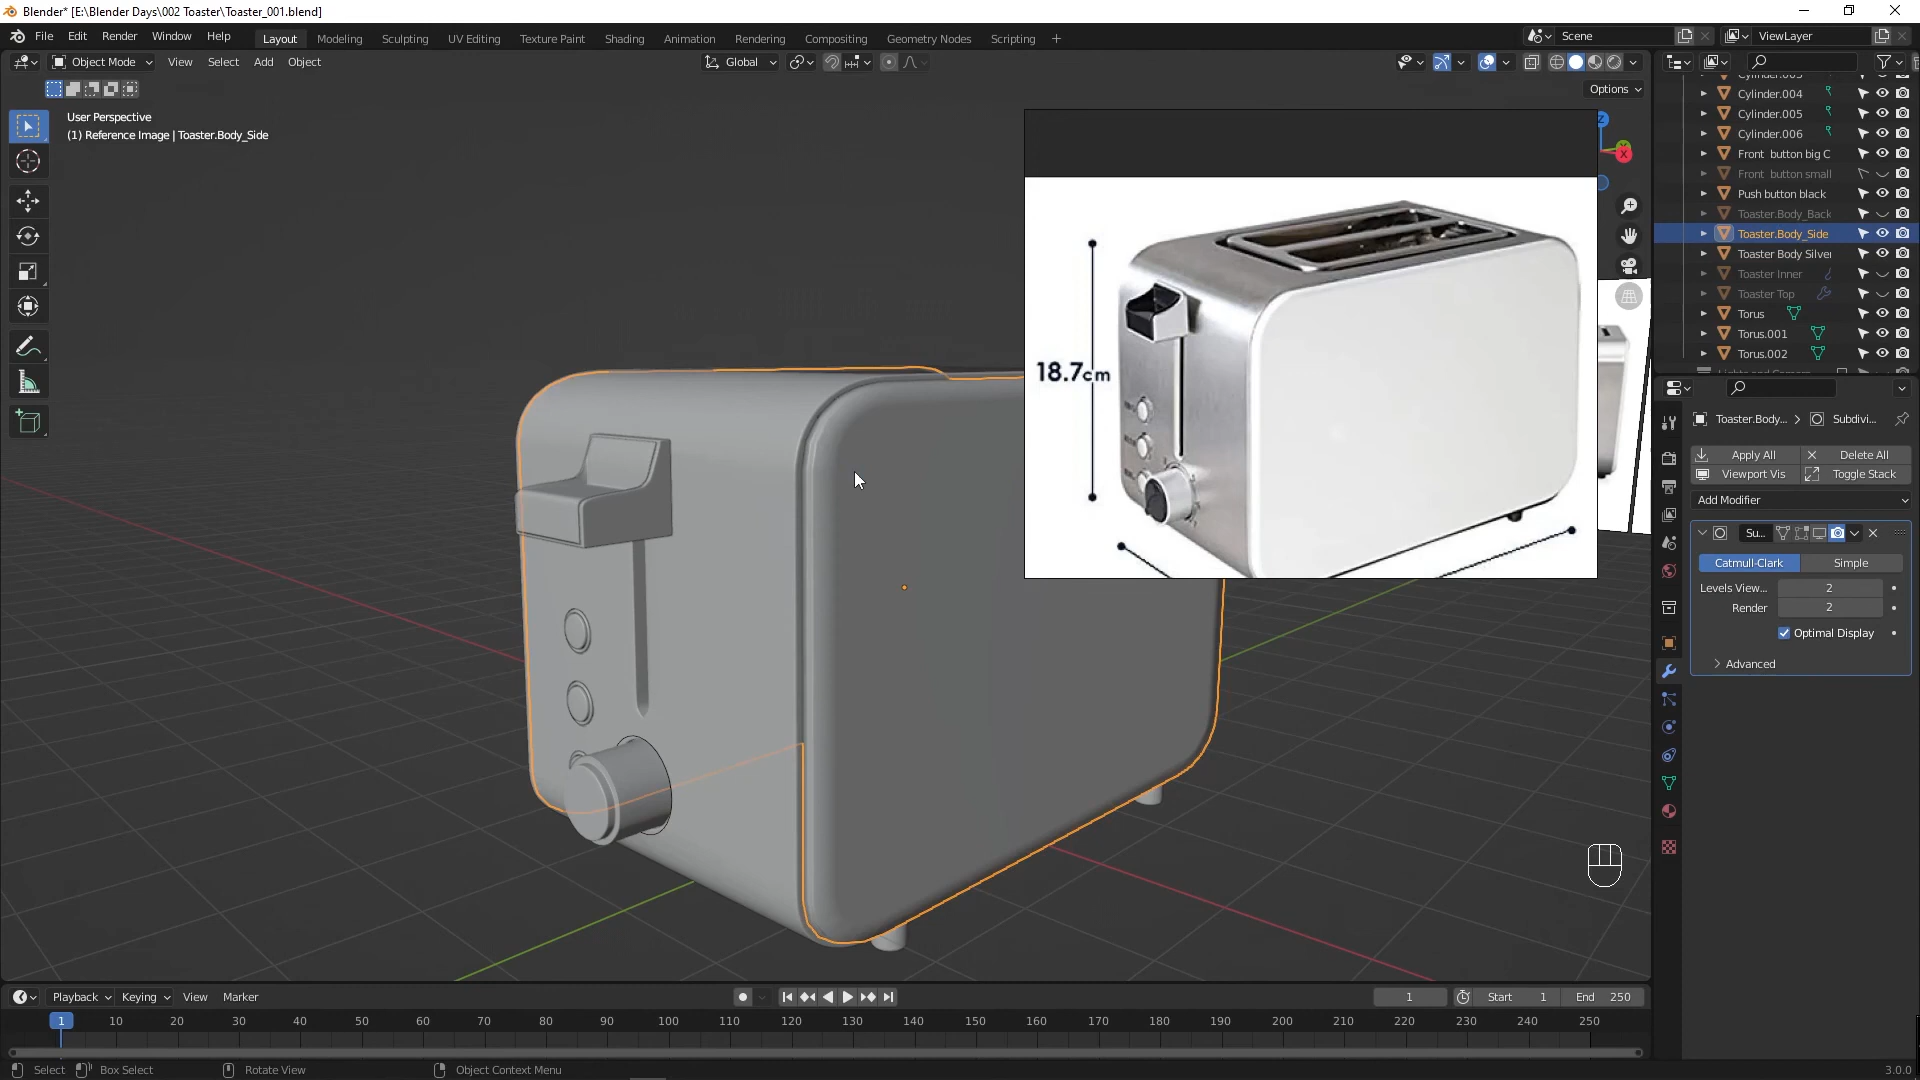 Blender* [E:\Blender Days\002 Toaster\Toaster_001.blend]
File Edit Render Window Help
Layout Modeling Sculpting UV Editing Texture Paint Shading Animation Rendering Compositing Geometry Nodes Scripting +
Scene
ViewLayer
Object Mode View Select Add Object
Global
Options
User Perspective
(1) Reference Image | Toaster.Body_Side
Z
X
18.7cm
Cylinder.003
Cylinder.004
Cylinder.005
Cylinder.006
Front button big C
Front button small
Push button black
Toaster.Body_Back
Toaster.Body_Side
Toaster Body Silver
Toaster Inner
Toaster Top
Torus
Torus.001
Torus.002
Toaster.Body... > Subdivi...
Apply All Delete All
Viewport Vis Toggle Stack
Add Modifier
Su...
Catmull-Clark Simple
Levels View... 2
Render 2
Optimal Display
Advanced
Playback Keying View Marker
1 Start 1 End 250
1 10 20 30 40 50 60 70 80 90 100 110 120 130 140 150 160 170 180 190 200 210 220 230 240 250
Select Box Select Rotate View Object Context Menu
3.0.0